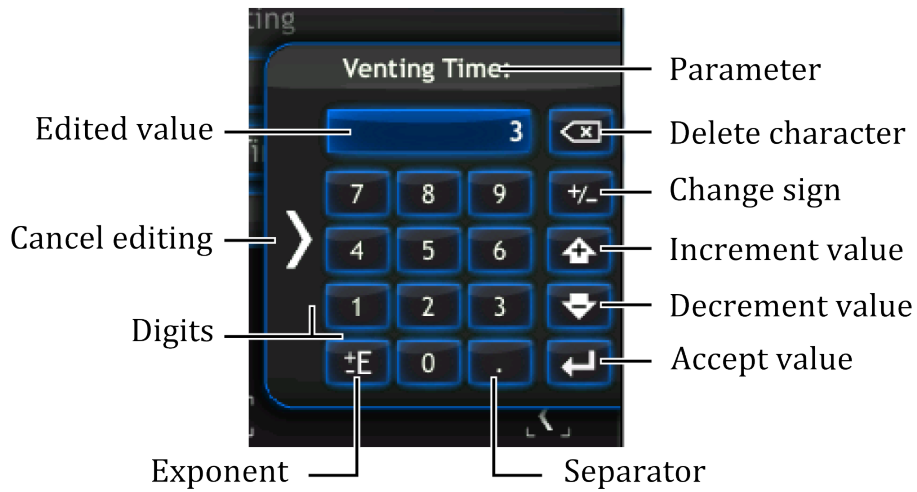 ting
Venting Time:
Parameter
Edited value
3
Delete character
7 8 9 +/-
Change sign
Cancel editing
4 5 6
Increment value
1 2 3
Decrement value
Digits
±E 0 .
Accept value
Exponent
Separator